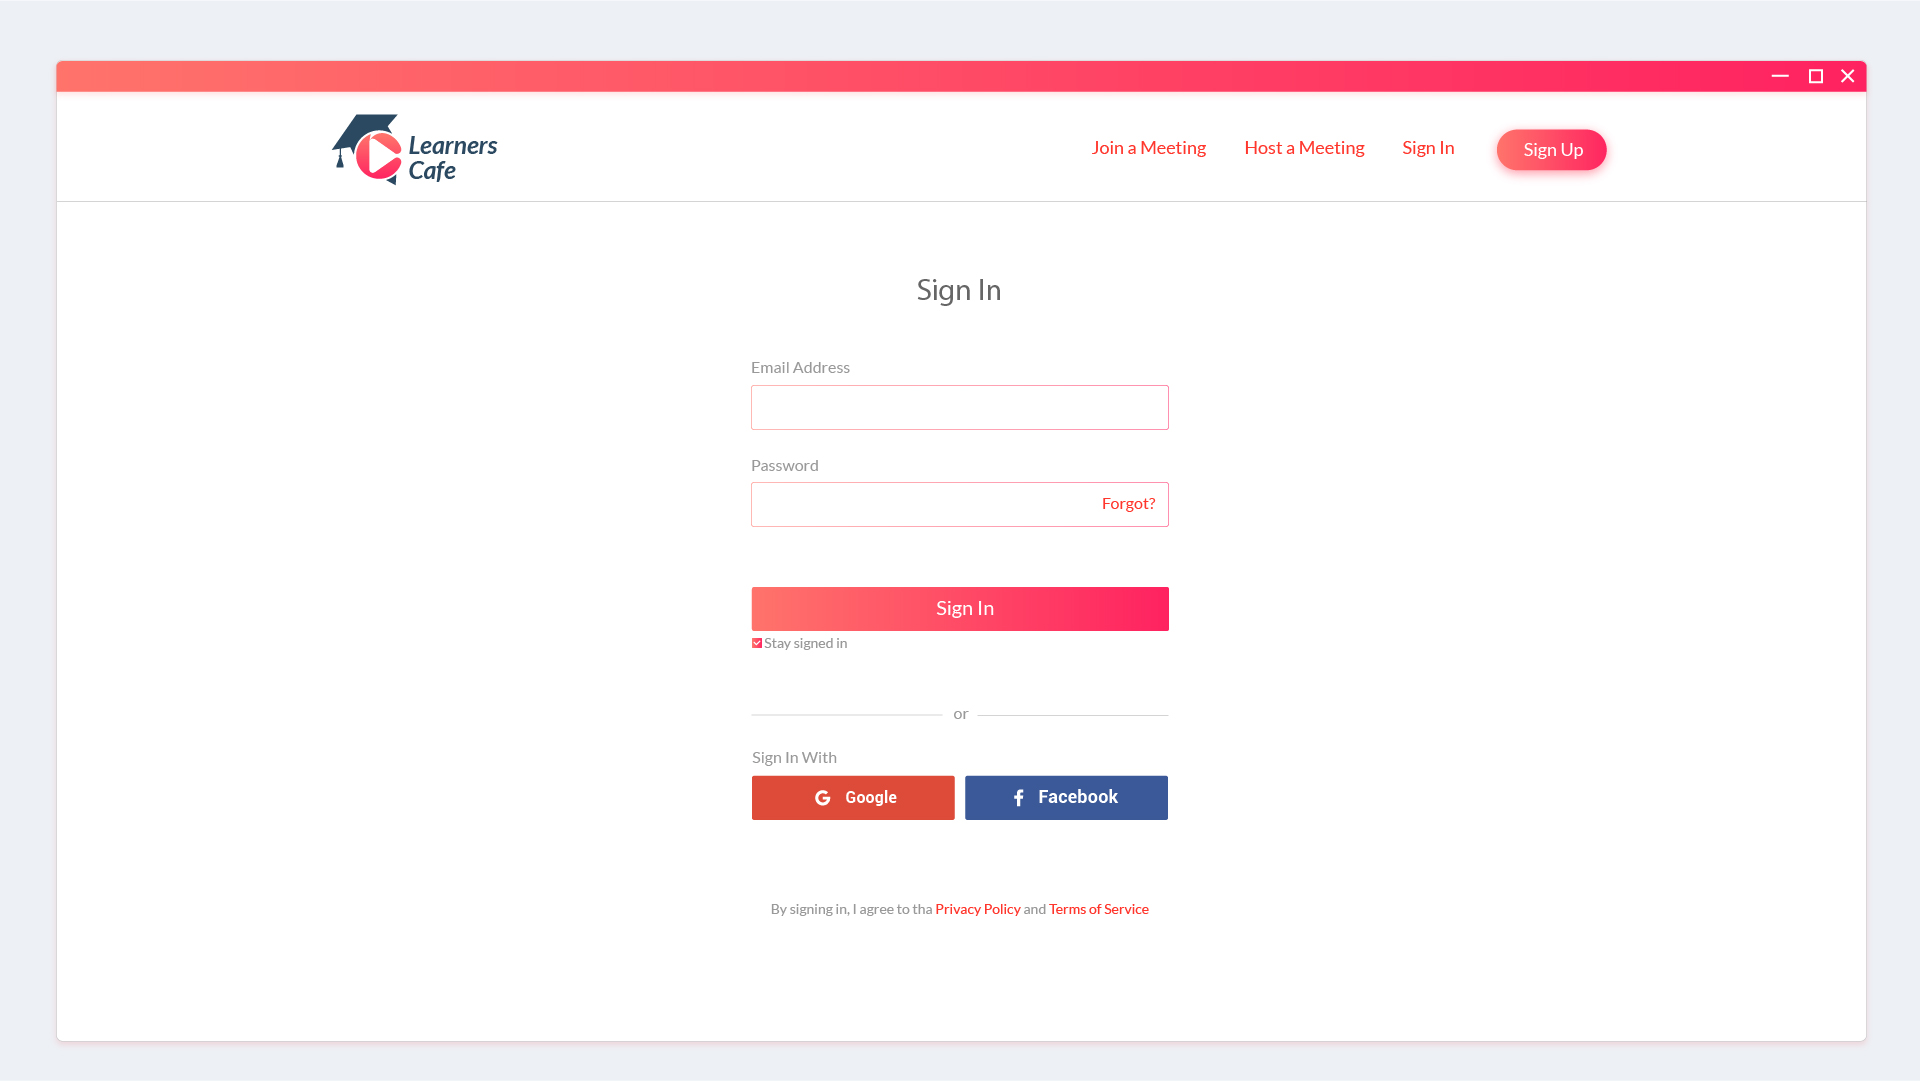 Learners
Cafe
Join a Meeting
Host a Meeting
Sign In
Sign Up
Sign In
Email Address
Password
Forgot?
Sign In
Stay signed in
or
Sign In With
Google
Facebook
By signing in, I agree to tha Privacy Policy and Terms of Service